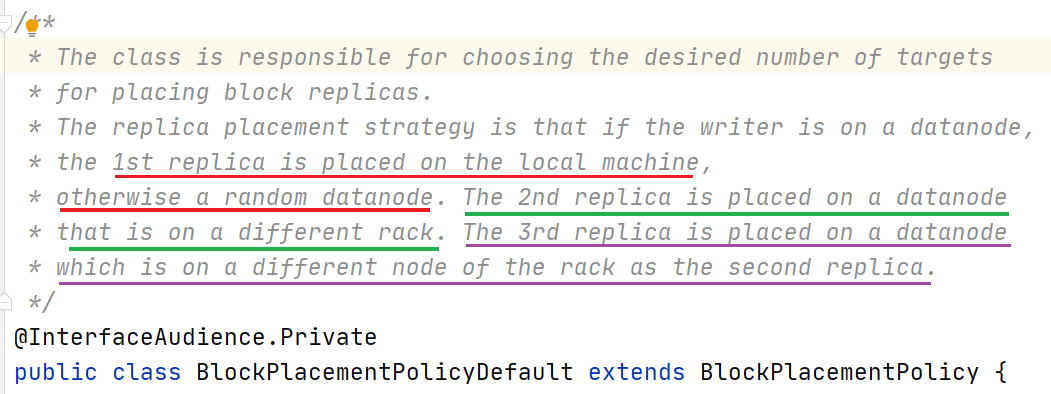 /**
* The class is responsible for choosing the desired number of targets
* for placing block replicas.
* The replica placement strategy is that if the writer is on a datanode,
* the 1st replica is placed on the local machine,
* otherwise a random datanode. The 2nd replica is placed on a datanode
* that is on a different rack. The 3rd replica is placed on a datanode
* which is on a different node of the rack as the second replica.
*/
@InterfaceAudience.Private
public class BlockPlacementPolicyDefault extends BlockPlacementPolicy {